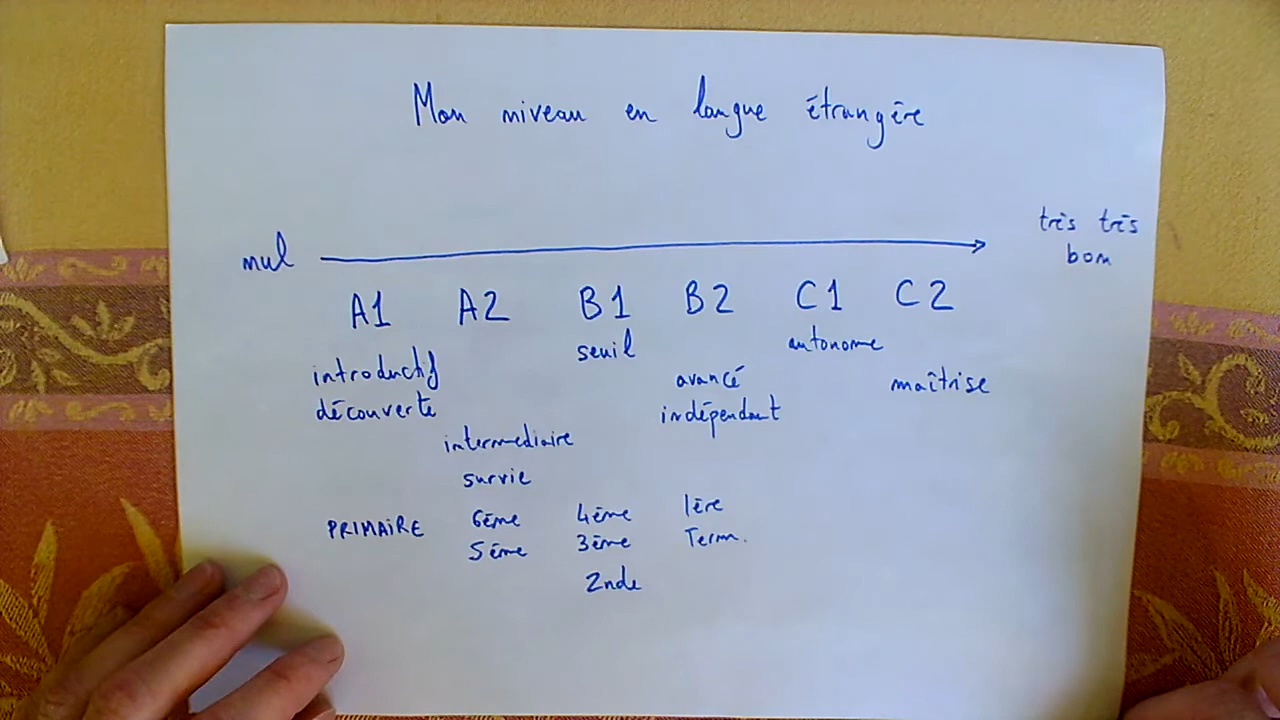 Mon niveau en langue étrangère
nul
très très
bon
A1 A2 B1 B2 C1 C2
introductif
découverte
intermediaire
survie
seuil
avancé
indépendant
autonome
maîtrise
PRIMAIRE
6ème
5ème
4ème
3ème
2nde
1ère
Term.